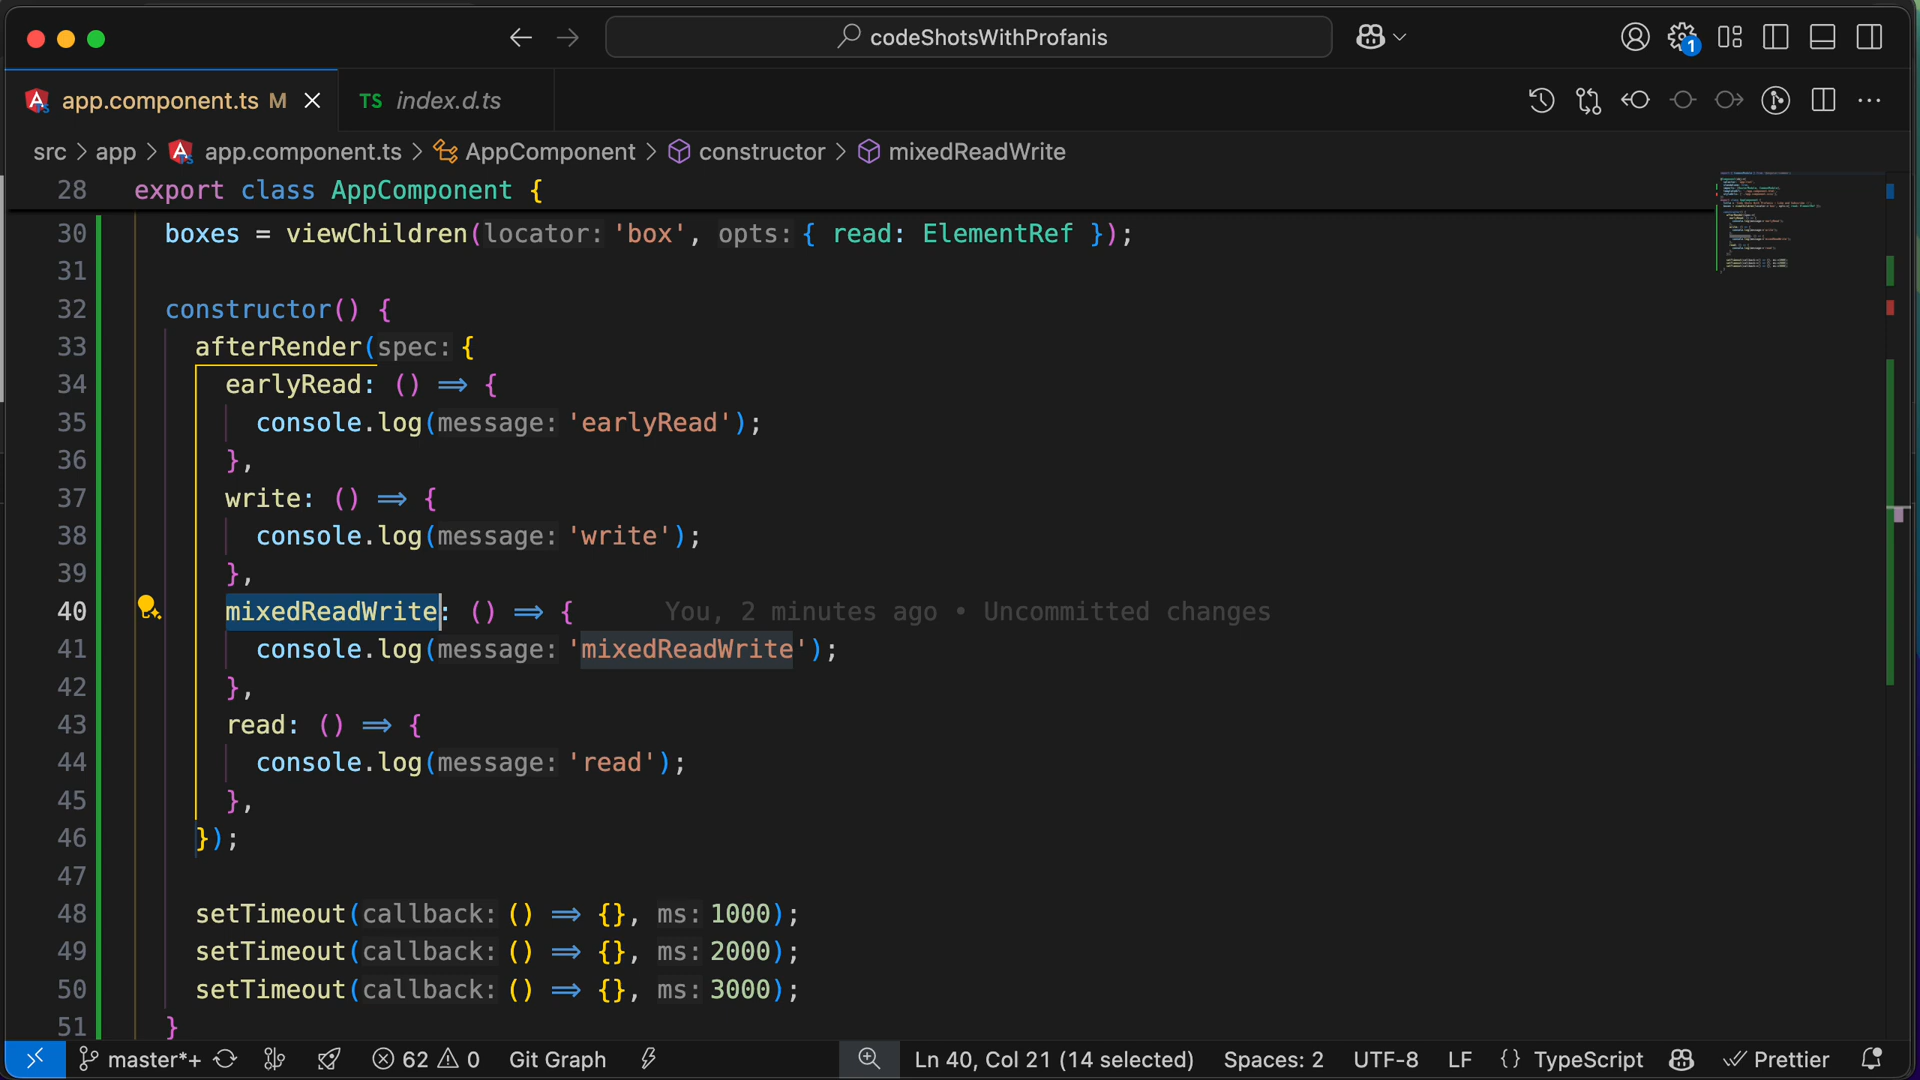 codeShotsWithProfanis
1
app.component.ts M
TS index.d.ts
src > app > app.component.ts > AppComponent > constructor > mixedReadWrite
28 export class AppComponent {
30 boxes = viewChildren(locator: 'box', opts: { read: ElementRef });
31
32 constructor() {
33 afterRender(spec: {
34 earlyRead: () => {
35 console.log(message: 'earlyRead');
36 },
37 write: () => {
38 console.log(message: 'write');
39 },
40 mixedReadWrite: () => { You, 2 minutes ago • Uncommitted changes
41 console.log(message: 'mixedReadWrite');
42 },
43 read: () => {
44 console.log(message: 'read');
45 },
46 });
47
48 setTimeout(callback: () => {}, ms: 1000);
49 setTimeout(callback: () => {}, ms: 2000);
50 setTimeout(callback: () => {}, ms: 3000);
51 }
master*+ 62 0 Git Graph Ln 40, Col 21 (14 selected) Spaces: 2 UTF-8 LF {} TypeScript Prettier